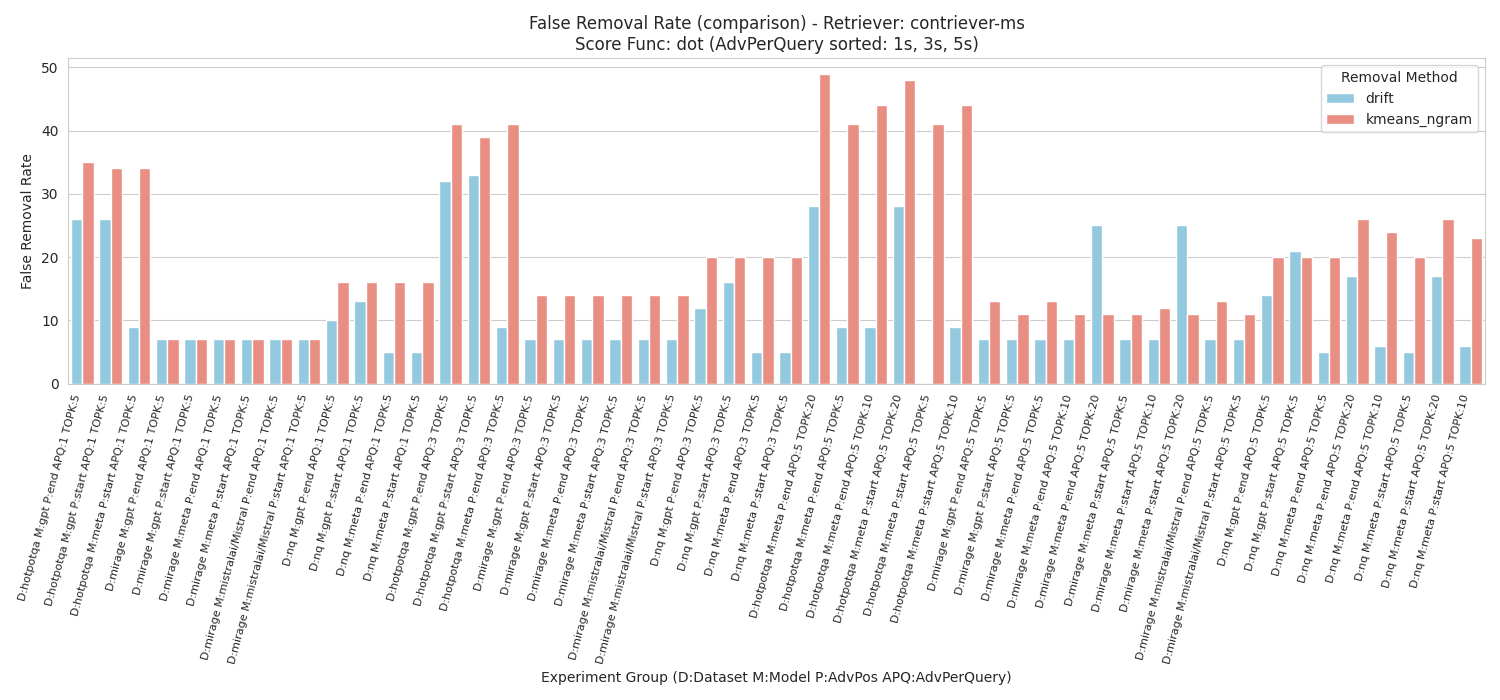 False Removal Rate (comparison) - Retriever: contriever-ms
Score Func: dot (AdvPerQuery sorted: 1s, 3s, 5s)
Removal Method
drift
kmeans_ngram
False Removal Rate
50
40
30
20
10
0
D:hotpotqa M:gpt P:end APQ:1 TOPK:5
D:hotpotqa M:gpt P:start APQ:1 TOPK:5
D:hotpotqa M:meta P:start APQ:1 TOPK:5
D:mirage M:gpt P:end APQ:1 TOPK:5
D:mirage M:gpt P:start APQ:1 TOPK:5
D:mirage M:meta P:end APQ:1 TOPK:5
D:mirage M:meta P:start APQ:1 TOPK:5
D:mirage M:mistralai/Mistral P:end APQ:1 TOPK:5
D:mirage M:mistralai/Mistral P:start APQ:1 TOPK:5
D:nq M:gpt P:end APQ:1 TOPK:5
D:nq M:gpt P:start APQ:1 TOPK:5
D:nq M:meta P:end APQ:1 TOPK:5
D:nq M:meta P:start APQ:1 TOPK:5
D:hotpotqa M:gpt P:end APQ:3 TOPK:5
D:hotpotqa M:gpt P:start APQ:3 TOPK:5
D:hotpotqa M:meta P:end APQ:3 TOPK:5
D:mirage M:gpt P:end APQ:3 TOPK:5
D:mirage M:gpt P:start APQ:3 TOPK:5
D:mirage M:meta P:end APQ:3 TOPK:5
D:mirage M:meta P:start APQ:3 TOPK:5
D:mirage M:mistralai/Mistral P:end APQ:3 TOPK:5
D:mirage M:mistralai/Mistral P:start APQ:3 TOPK:5
D:nq M:gpt P:end APQ:3 TOPK:5
D:nq M:gpt P:start APQ:3 TOPK:5
D:nq M:meta P:end APQ:3 TOPK:5
D:nq M:meta P:start APQ:3 TOPK:5
D:hotpotqa M:meta P:end APQ:5 TOPK:20
D:hotpotqa M:meta P:end APQ:5 TOPK:5
D:hotpotqa M:meta P:end APQ:5 TOPK:10
D:hotpotqa M:meta P:start APQ:5 TOPK:20
D:hotpotqa M:meta P:start APQ:5 TOPK:5
D:hotpotqa M:meta P:start APQ:5 TOPK:10
D:mirage M:gpt P:end APQ:5 TOPK:5
D:mirage M:gpt P:start APQ:5 TOPK:5
D:mirage M:meta P:end APQ:5 TOPK:5
D:mirage M:meta P:end APQ:5 TOPK:10
D:mirage M:meta P:end APQ:5 TOPK:20
D:mirage M:meta P:start APQ:5 TOPK:5
D:mirage M:meta P:start APQ:5 TOPK:10
D:mirage M:meta P:start APQ:5 TOPK:20
D:mirage M:mistralai/Mistral P:end APQ:5 TOPK:5
D:mirage M:mistralai/Mistral P:start APQ:5 TOPK:5
D:nq M:gpt P:end APQ:5 TOPK:5
D:nq M:gpt P:start APQ:5 TOPK:5
D:nq M:meta P:end APQ:5 TOPK:5
D:nq M:meta P:end APQ:5 TOPK:20
D:nq M:meta P:end APQ:5 TOPK:10
D:nq M:meta P:start APQ:5 TOPK:5
D:nq M:meta P:start APQ:5 TOPK:20
D:nq M:meta P:start APQ:5 TOPK:10
Experiment Group (D:Dataset M:Model P:AdvPos APQ:AdvPerQuery)